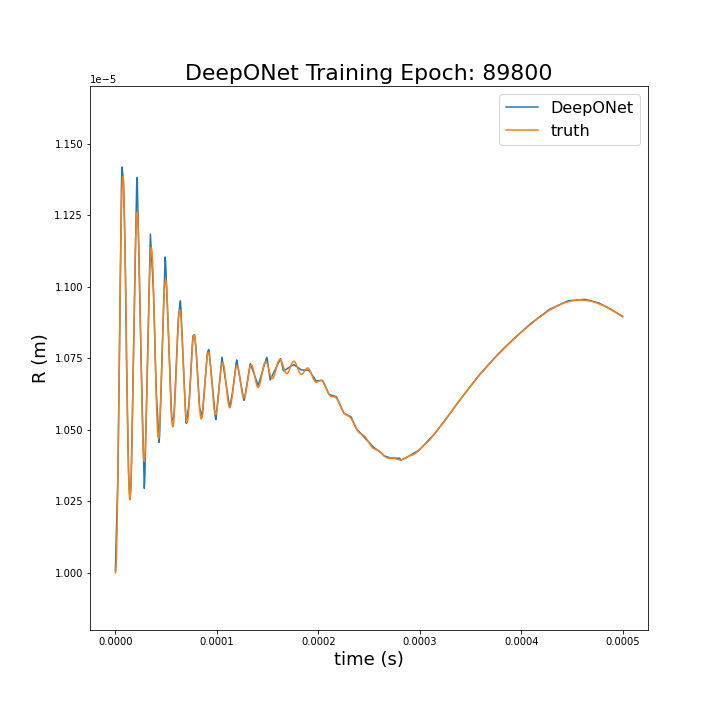 DeepONet Training Epoch: 89800
1e−5
DeepONet
truth
1.150
1.125
1.100
1.075
1.050
1.025
1.000
R (m)
0.0000
0.0001
0.0002
0.0003
0.0004
0.0005
time (s)